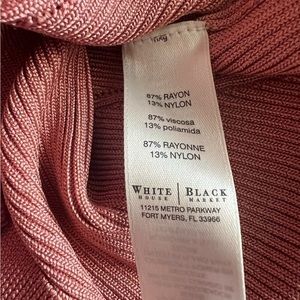 87% RAYON
13% NYLON
87% viscosa
13% poliamida
87% RAYONNE
13% NYLON
WHITE | BLACK
HOUSE | MARKET
11215 METRO PARKWAY
FORT MYERS, FL 33966